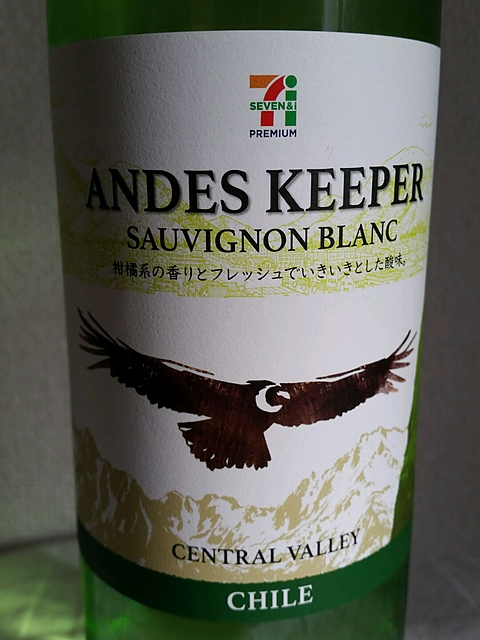 SEVEN&i
PREMIUM
ANDES KEEPER
SAUVIGNON BLANC
柑橘系の香りとフレッシュでいきいきとした酸味。
CENTRAL VALLEY
CHILE